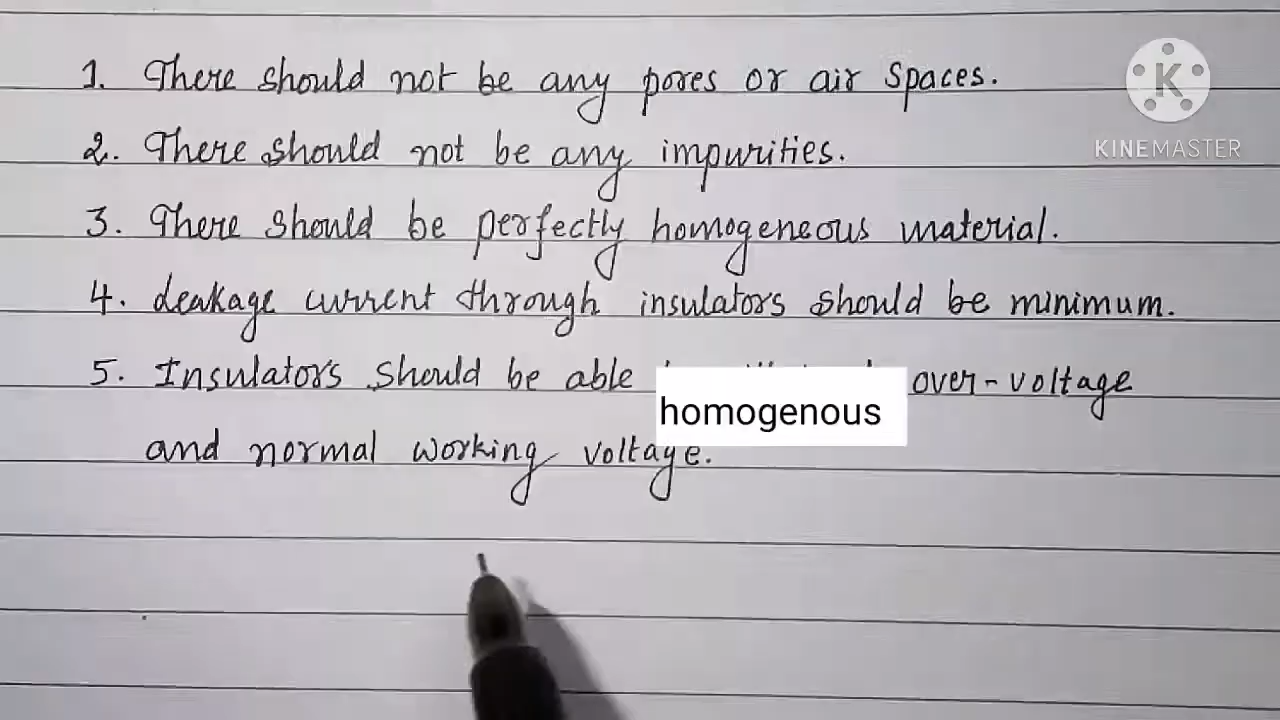 1. There should not be any pores or air spaces.
KINEMASTER
2. There should not be any impurities.
3. There should be perfectly homogeneous material.
4. Leakage current through insulators should be minimum.
5. Insulators should be able over-voltage
homogenous
and normal working voltage.